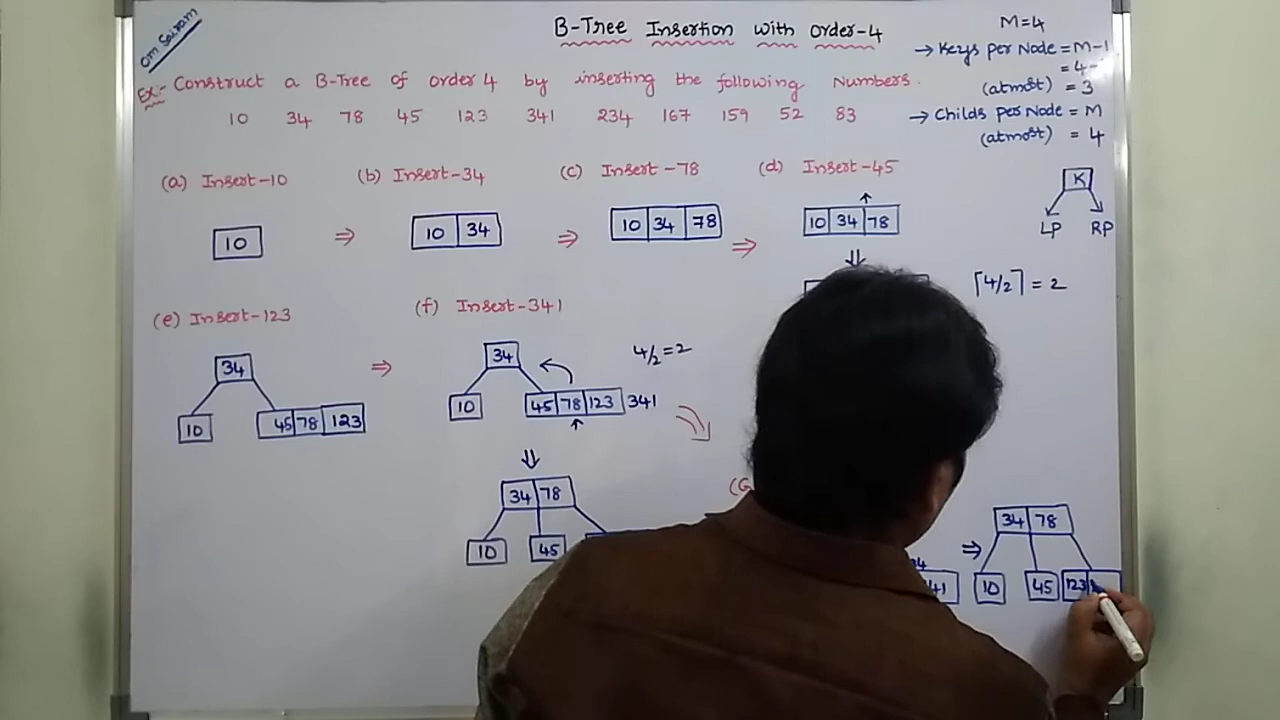 Om Sairam
B-Tree Insertion with order-4
M=4
→ Keys per Node = M-1
= 4-
(atmost) = 3
→ Childs per Node = M
(atmost) = 4
Ex:- Construct a B-Tree of order 4 by inserting the following Numbers.
10 34 78 45 123 341 234 167 159 52 83
(a) Insert-10 (b) Insert-34 (c) Insert-78 (d) Insert-45
K
LP RP
10 ⇒ 10 34 ⇒ 10 34 78 ⇒ 10 34 78
↑
⇓
⌈4/2⌉ = 2
(e) Insert-123 ⇒ (f) Insert-341
34
10 45 78 123
34 4/2=2
10 45 78 123 341
↑
⇓
34 78
10 45
(G
41
⇒ 34 78
10 45 123